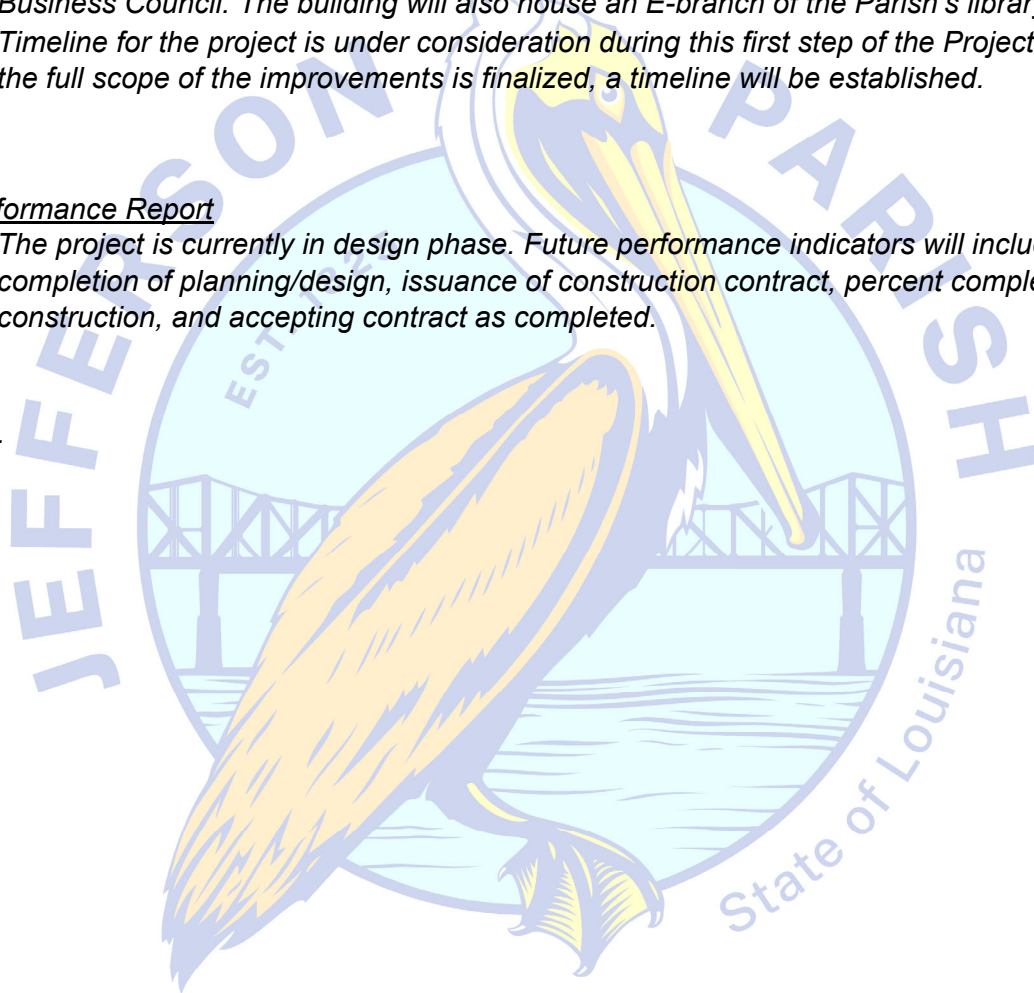 Business Council. The building will also house an E-branch of the Parish's library
Timeline for the project is under consideration during this first step of the Project
the full scope of the improvements is finalized, a timeline will be established.
formance Report
The project is currently in design phase. Future performance indicators will inclu
completion of planning/design, issuance of construction contract, percent comple
construction, and accepting contract as completed.
JEFFERSON PARISH
EST.
State of Louisiana